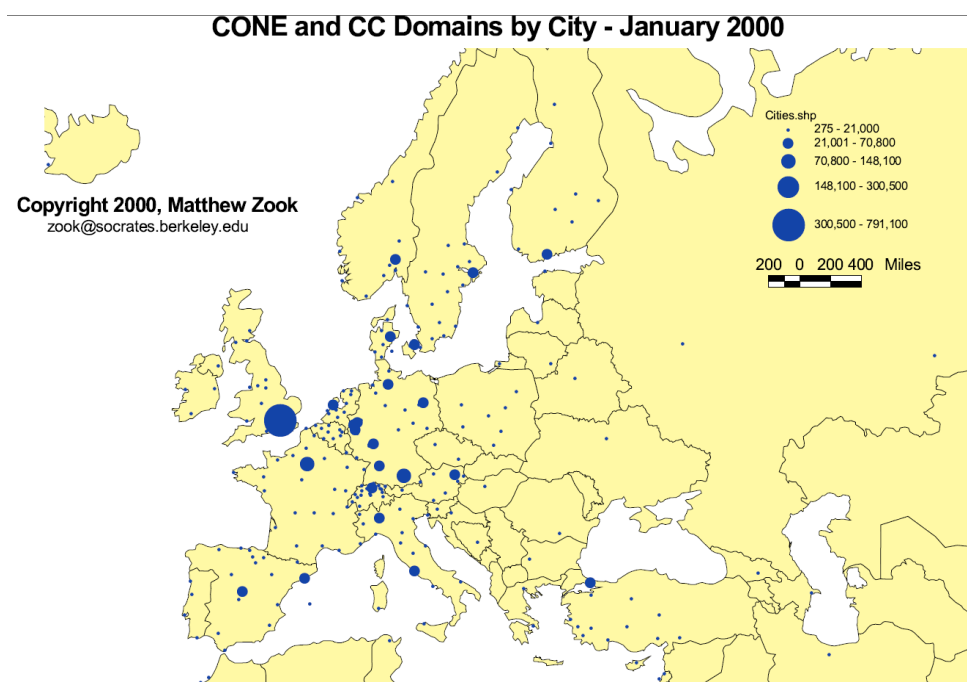 CONE and CC Domains by City - January 2000
Cities.shp
275 - 21,000
21,001 - 70,800
70,800 - 148,100
148,100 - 300,500
300,500 - 791,100
Copyright 2000, Matthew Zook
zook@socrates.berkeley.edu
200 0 200 400 Miles